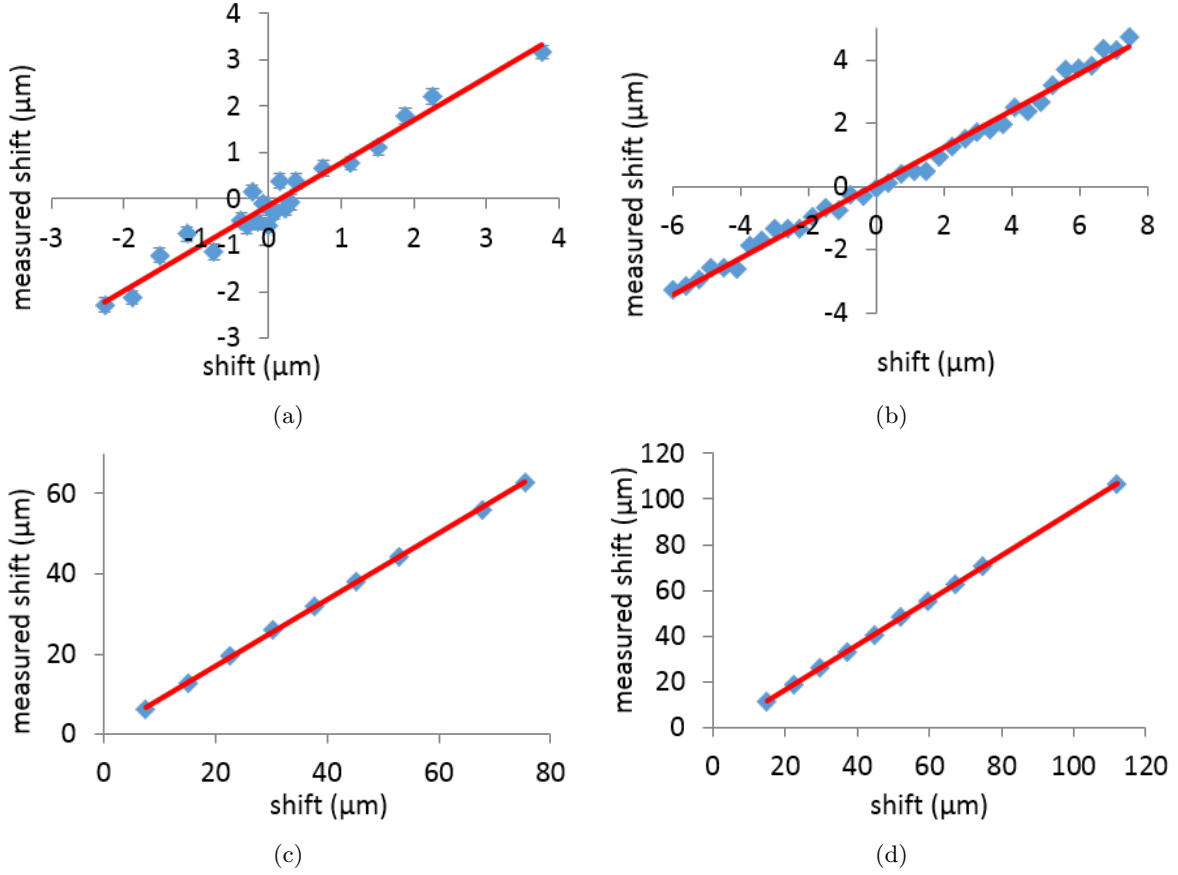 4
3
2
1
0
-1
-2
-3
-3 -2 -1 0 1 2 3 4
measured shift (µm)
shift (µm)
(a)
4
2
0
-2
-4
-6 -4 -2 0 2 4 6 8
measured shift (µm)
shift (µm)
(b)
60
40
20
0
0 20 40 60 80
measured shift (µm)
shift (µm)
(c)
120
100
80
60
40
20
0
0 20 40 60 80 100 120
measured shift (µm)
shift (µm)
(d)